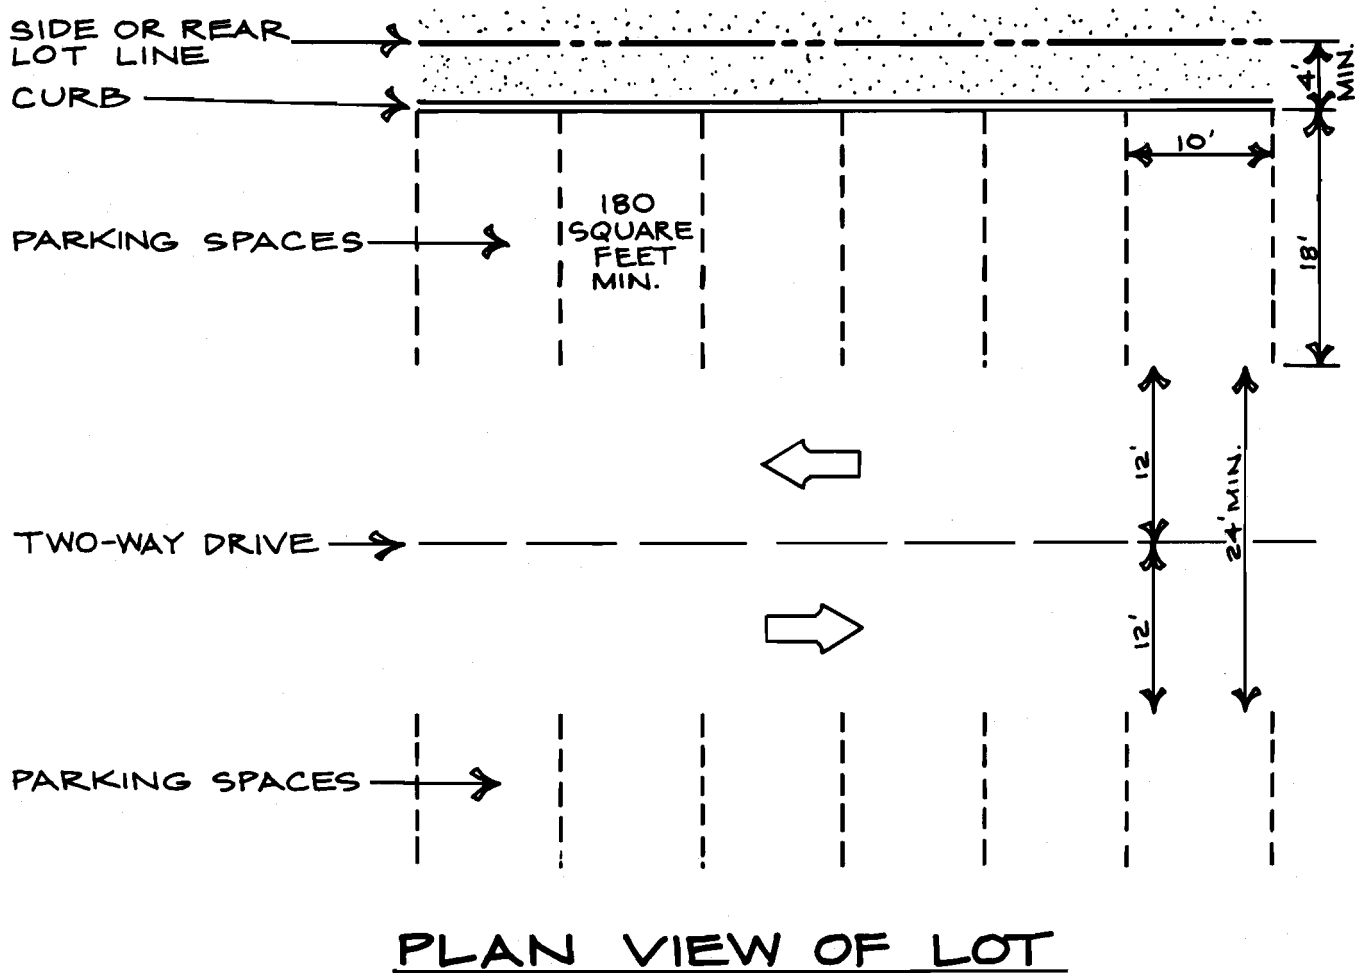 SIDE OR REAR
LOT LINE
CURB
4'
MIN.
10'
180
SQUARE
FEET
MIN.
PARKING SPACES
18'
12'
24' MIN.
TWO-WAY DRIVE
12'
PARKING SPACES
PLAN VIEW OF LOT